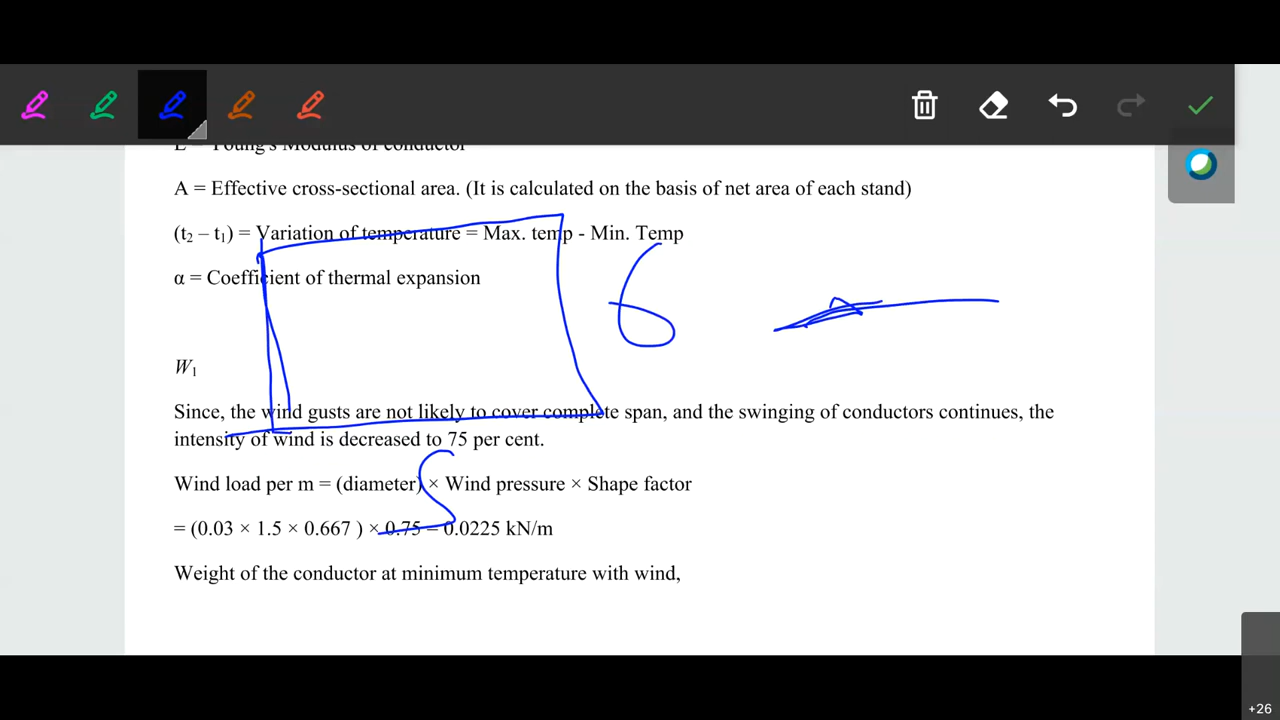 E = Young's Modulus of conductor
A = Effective cross-sectional area. (It is calculated on the basis of net area of each stand)
(t₂ – t₁) = Variation of temperature = Max. temp - Min. Temp
α = Coefficient of thermal expansion
6
W₁
Since, the wind gusts are not likely to cover complete span, and the swinging of conductors continues, the
intensity of wind is decreased to 75 per cent.
Wind load per m = (diameter) × Wind pressure × Shape factor
= (0.03 × 1.5 × 0.667 ) × 0.75 = 0.0225 kN/m
Weight of the conductor at minimum temperature with wind,
+26